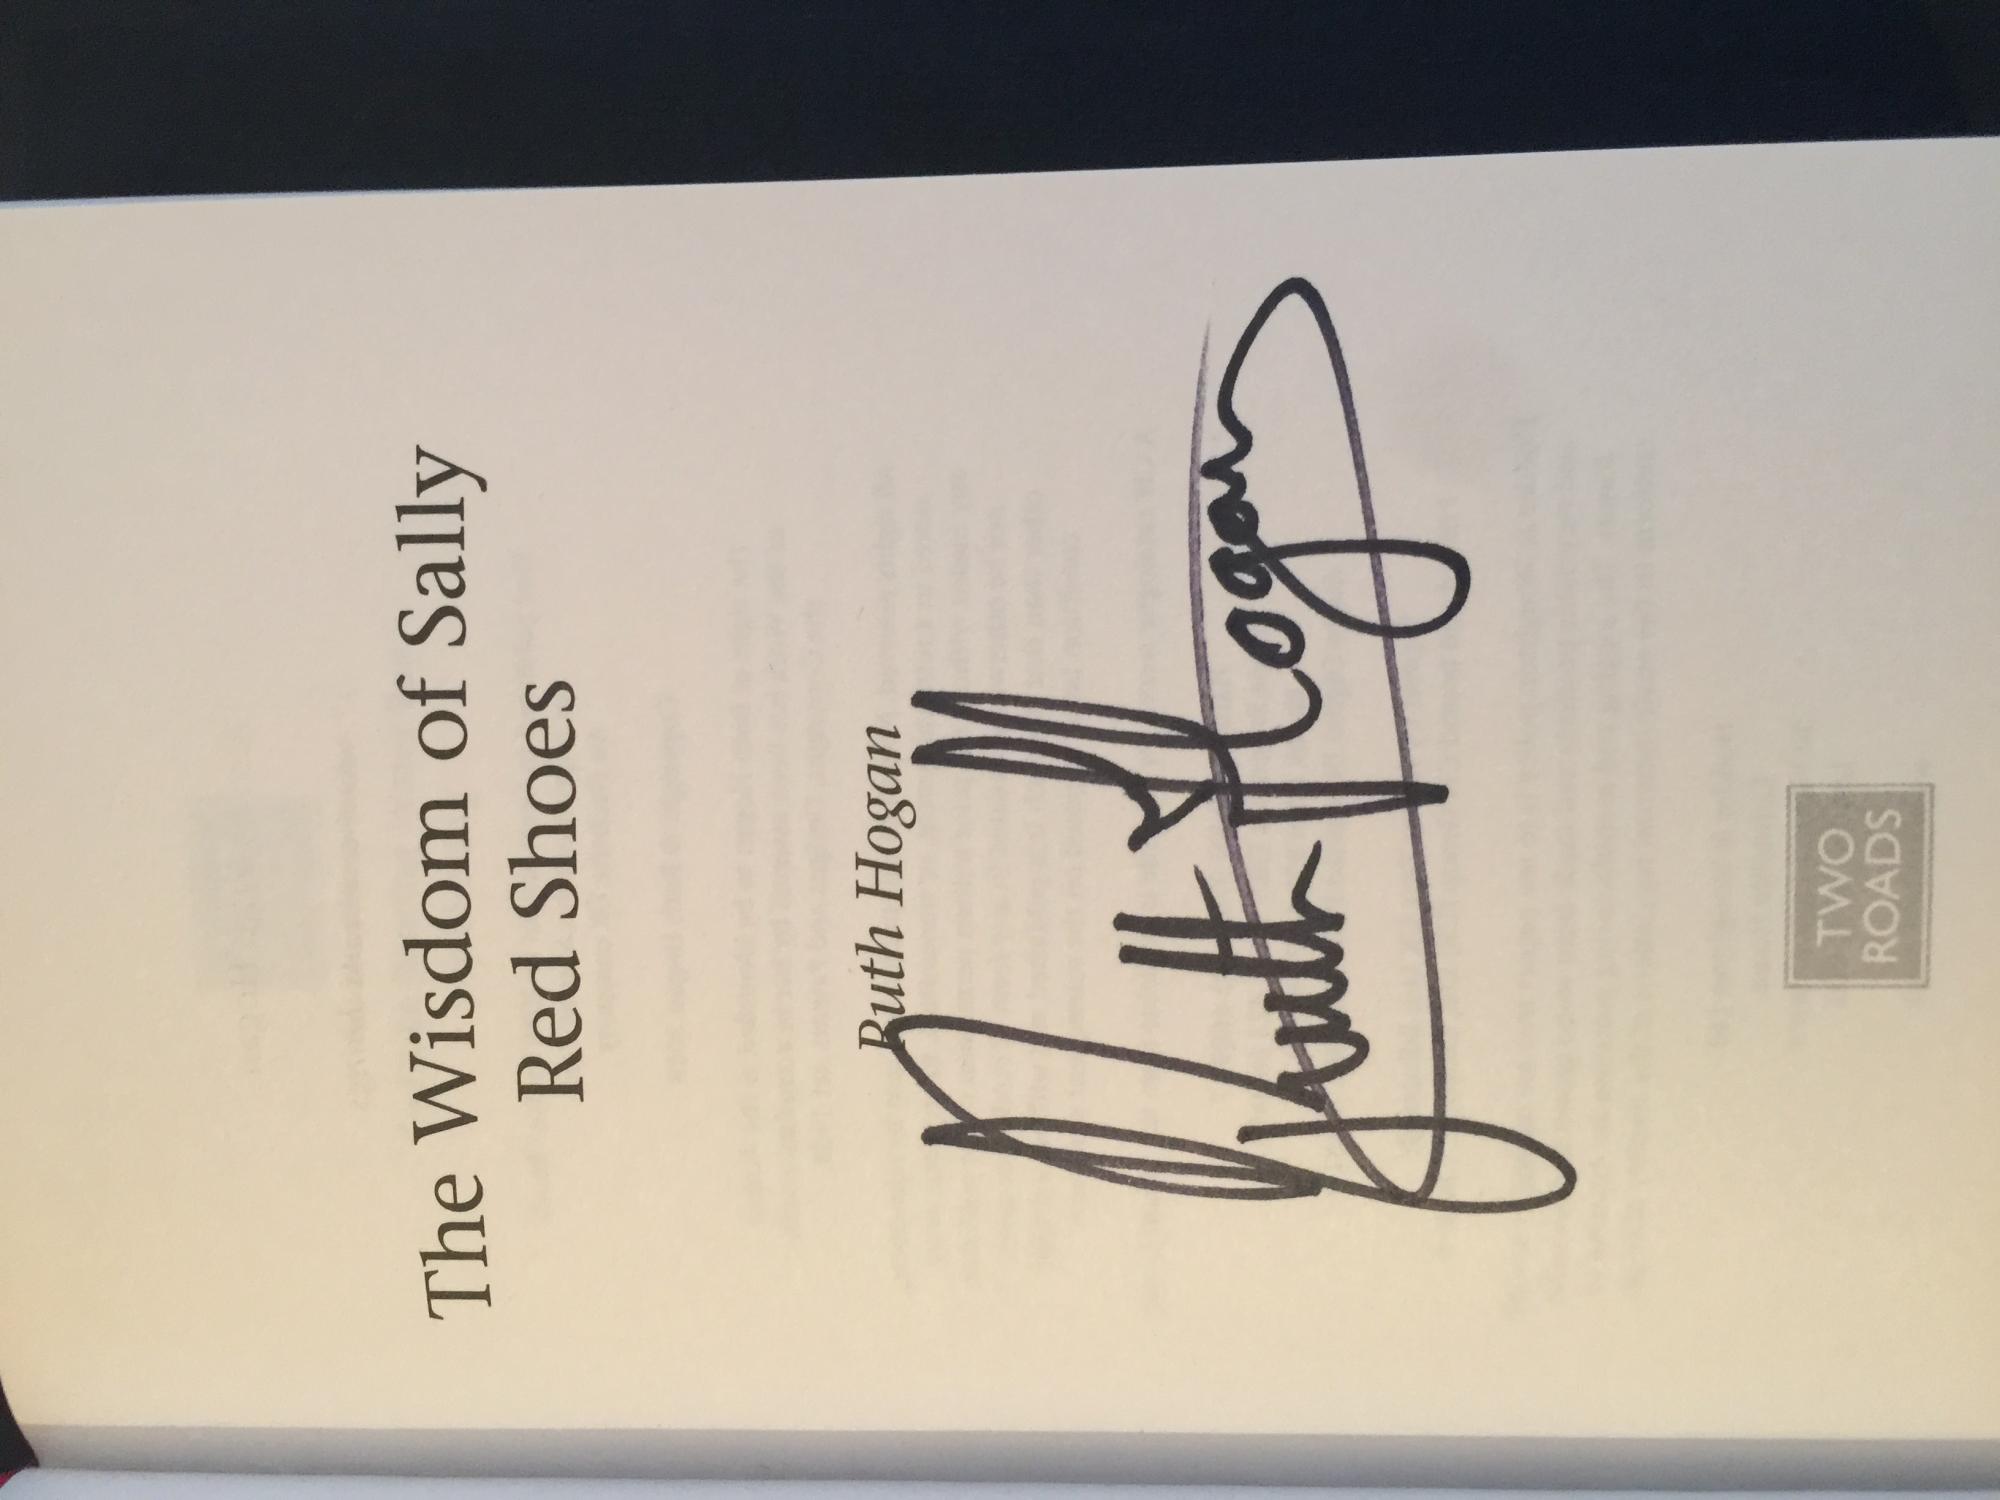 The Wisdom of Sally
Red Shoes
Ruth Hogan
Ruth Hogan
TWO
ROADS